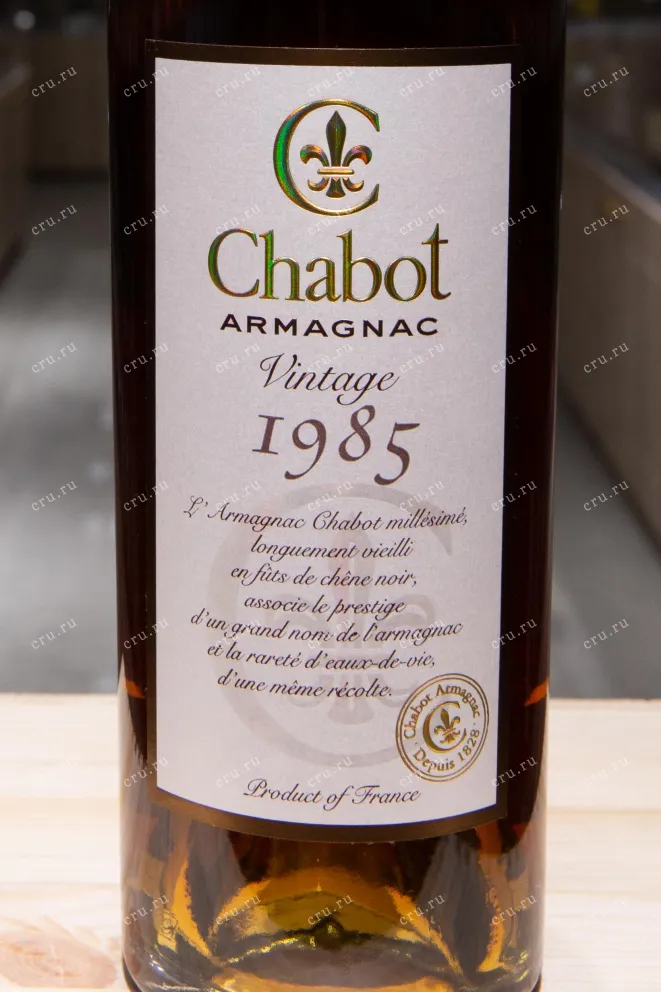 Chabot
ARMAGNAC
Vintage
1985
L'Armagnac Chabot millésimé,
longuement vieilli
en fûts de chêne noir,
associe le prestige
d'un grand nom de l'armagnac
et la rareté d'eaux-de-vie,
d'une même récolte.
Chabot Armagnac
· Depuis 1828 ·
Product of France
cru.ru